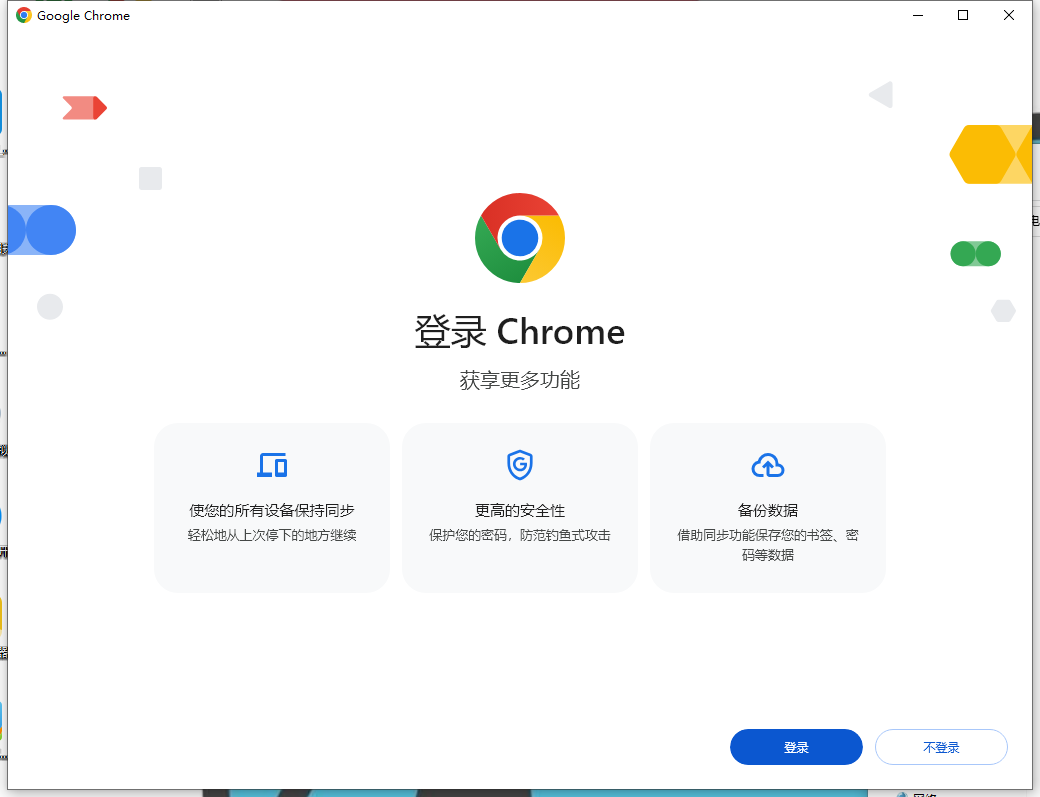 Google Chrome
登录 Chrome
获享更多功能
使您的所有设备保持同步
轻松地从上次停下的地方继续
更高的安全性
保护您的密码，防范钓鱼式攻击
备份数据
借助同步功能保存您的书签、密
码等数据
登录
不登录